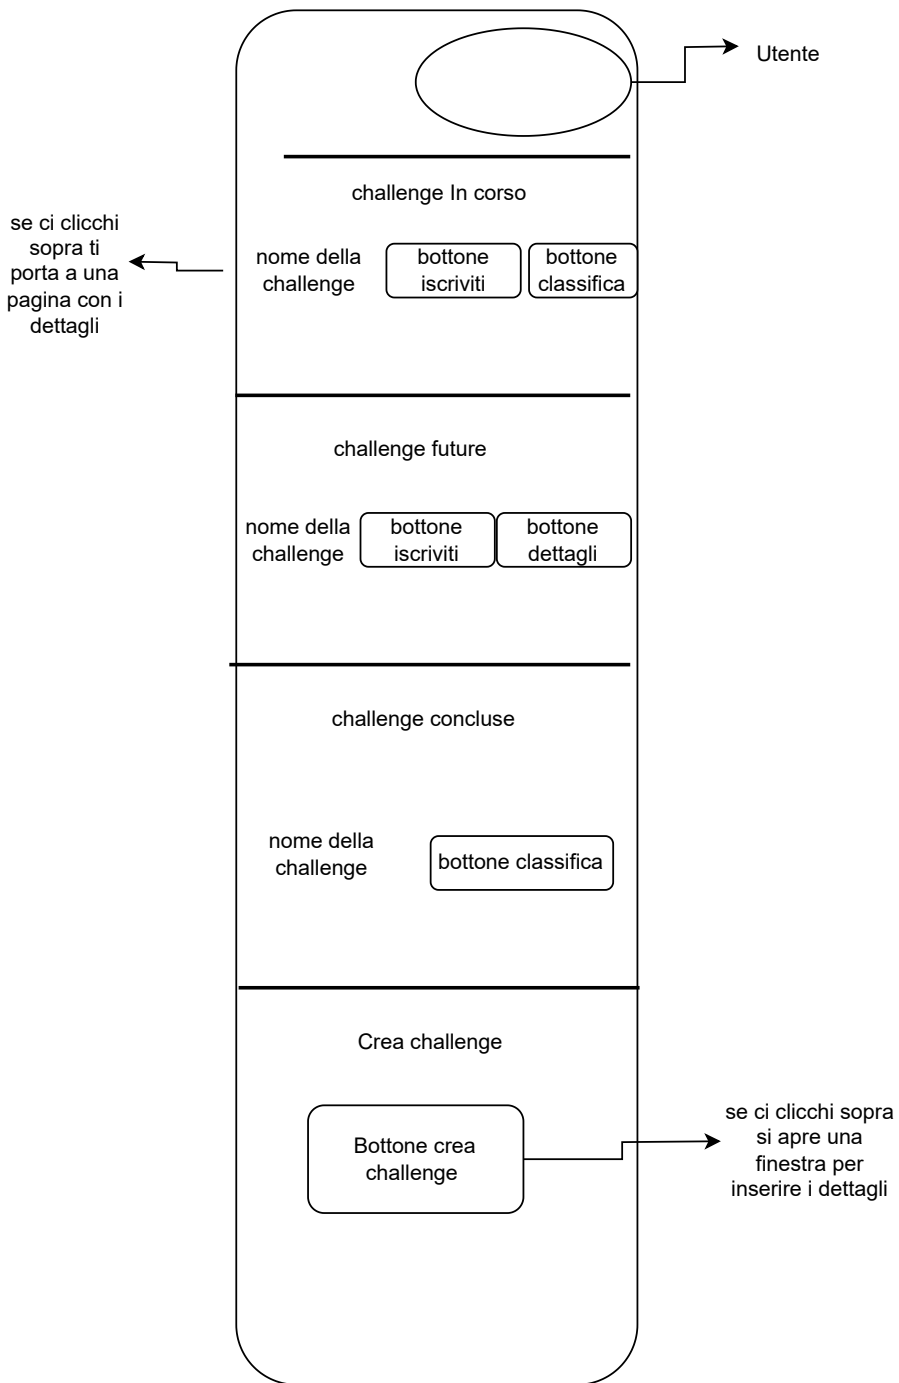 Utente
challenge In corso
se ci clicchi
sopra ti
porta a una
pagina con i
dettagli
nome della
challenge
bottone
iscriviti
bottone
classifica
challenge future
nome della
challenge
bottone
iscriviti
bottone
dettagli
challenge concluse
nome della
challenge
bottone classifica
Crea challenge
Bottone crea
challenge
se ci clicchi sopra
si apre una
finestra per
inserire i dettagli